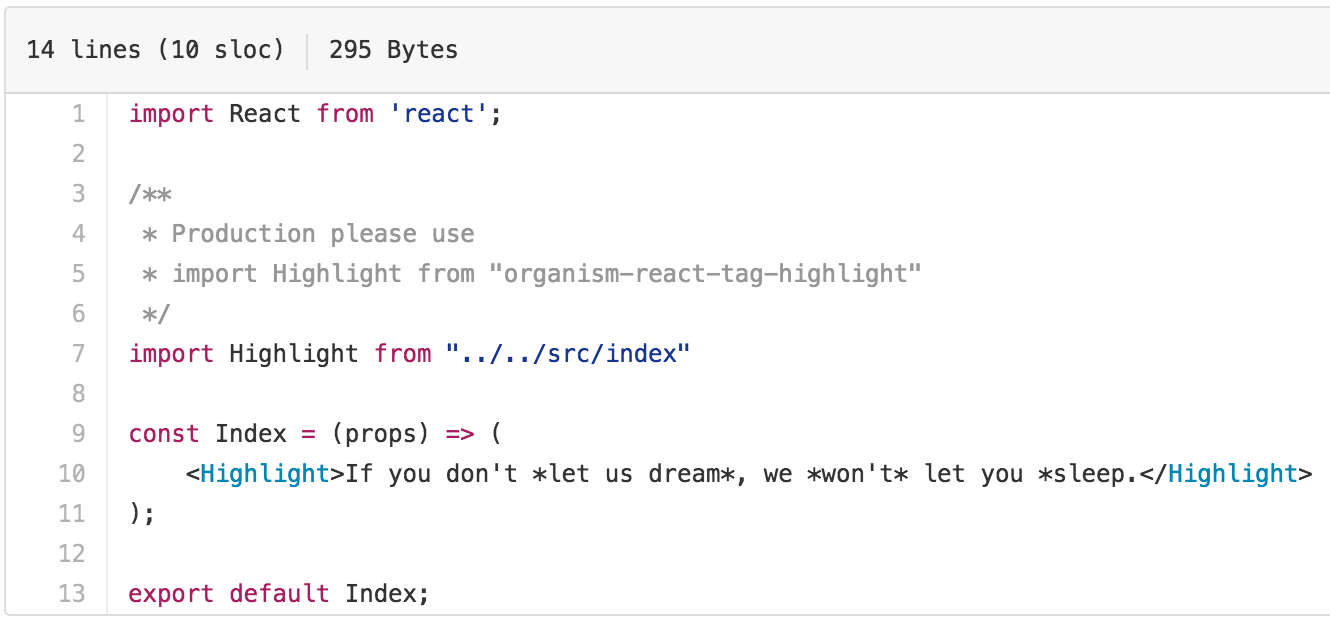 14 lines (10 sloc) 295 Bytes
1 import React from 'react';
2
3 /**
4  * Production please use
5  * import Highlight from "organism-react-tag-highlight"
6  */
7 import Highlight from "../../src/index"
8
9 const Index = (props) => (
10     <Highlight>If you don't *let us dream*, we *won't* let you *sleep.</Highlight>
11 );
12
13 export default Index;